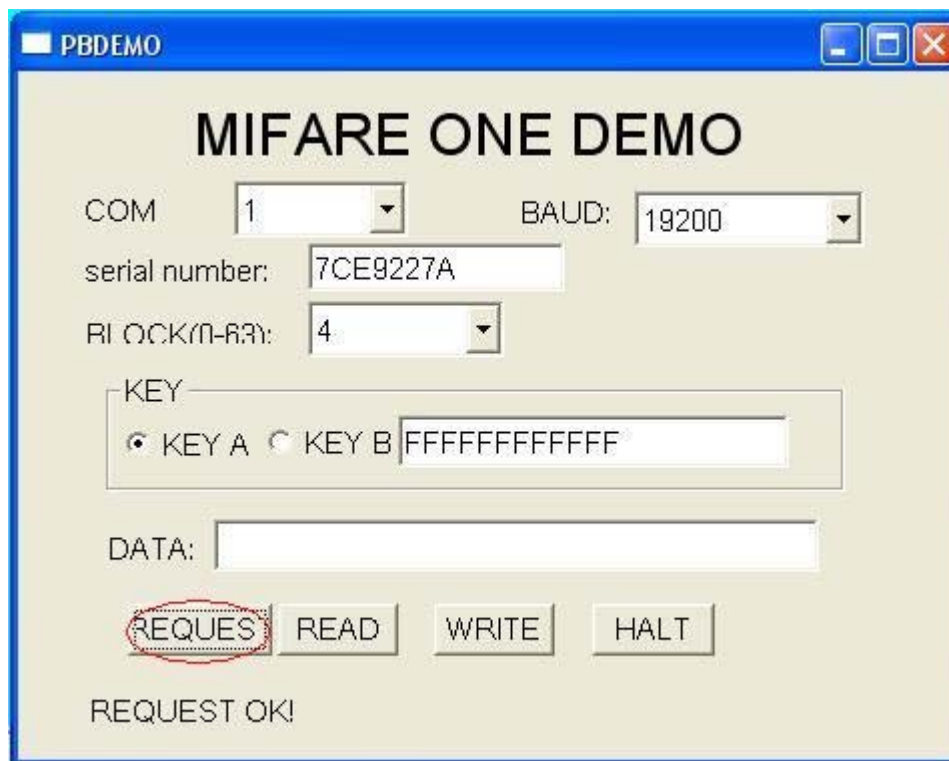 PBDEMO
MIFARE ONE DEMO
COM 1 BAUD: 19200
serial number: 7CE9227A
BLOCK(0-63): 4
KEY
KEY A KEY B FFFFFFFFFFFF
DATA:
REQUES READ WRITE HALT
REQUEST OK!